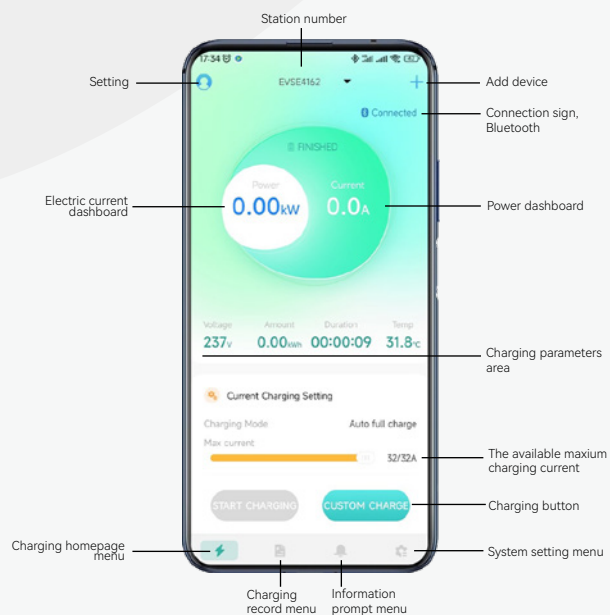 Station number
17:34
Setting
EVSE4162
Add device
Connected
Connection sign,
Bluetooth
FINISHED
Power
Current
Electric current
dashboard
0.00kW
0.0A
Power dashboard
Voltage
Amount
Duration
Temp
237v
0.00kWh
00:00:09
31.8℃
Charging parameters
area
Current Charging Setting
Charging Mode
Auto full charge
Max current
32/32A
The available maxium
charging current
START CHARGING
CUSTOM CHARGE
Charging button
Charging homepage
menu
System setting menu
Charging
record menu
Information
prompt menu